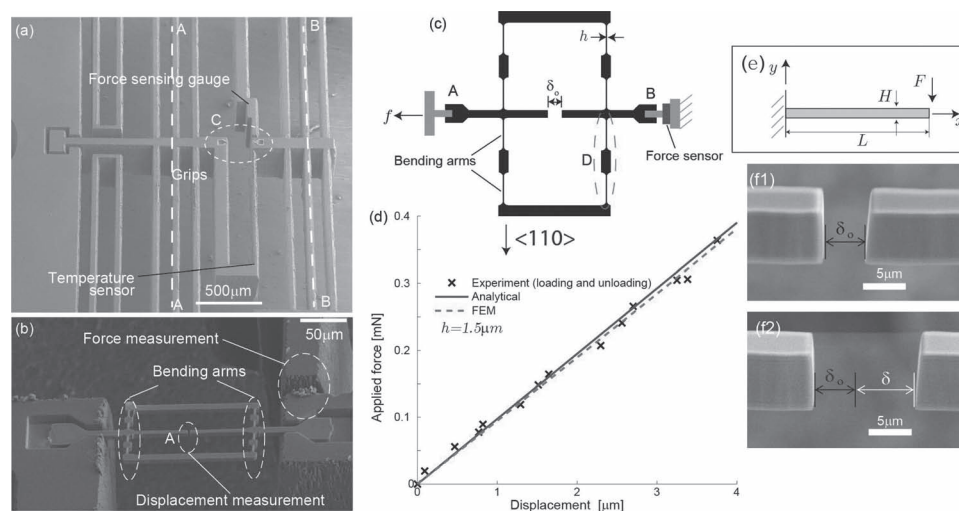 (a)
A
B
Force sensing gauge
C
Grips
Temperature
sensor
500μm
A
B
(b)
50μm
Force measurement
Bending arms
A
Displacement measurement
(c)
h
δo
A
B
f
Bending arms
D
Force sensor
<110>
(d)
0.4
0.3
0.2
0.1
0
Applied force [mN]
Experiment (loading and unloading)
Analytical
FEM
h=1.5μm
0
1
2
3
4
Displacement [μm]
(e)
y
F
H
x
L
(f1)
δo
5μm
(f2)
δo
δ
5μm